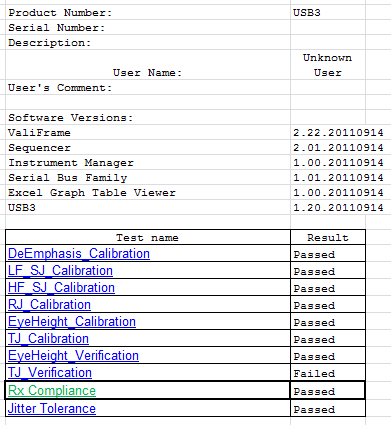 Product Number: USB3
Serial Number:
Description:
Unknown
User Name: User
User's Comment:
Software Versions:
ValiFrame 2.22.20110914
Sequencer 2.01.20110914
Instrument Manager 1.00.20110914
Serial Bus Family 1.01.20110914
Excel Graph Table Viewer 1.00.20110914
USB3 1.20.20110914
Test name Result
DeEmphasis_Calibration Passed
LF_SJ_Calibration Passed
HF_SJ_Calibration Passed
RJ_Calibration Passed
EyeHeight_Calibration Passed
TJ_Calibration Passed
EyeHeight_Verification Passed
TJ_Verification Failed
Rx Compliance Passed
Jitter Tolerance Passed